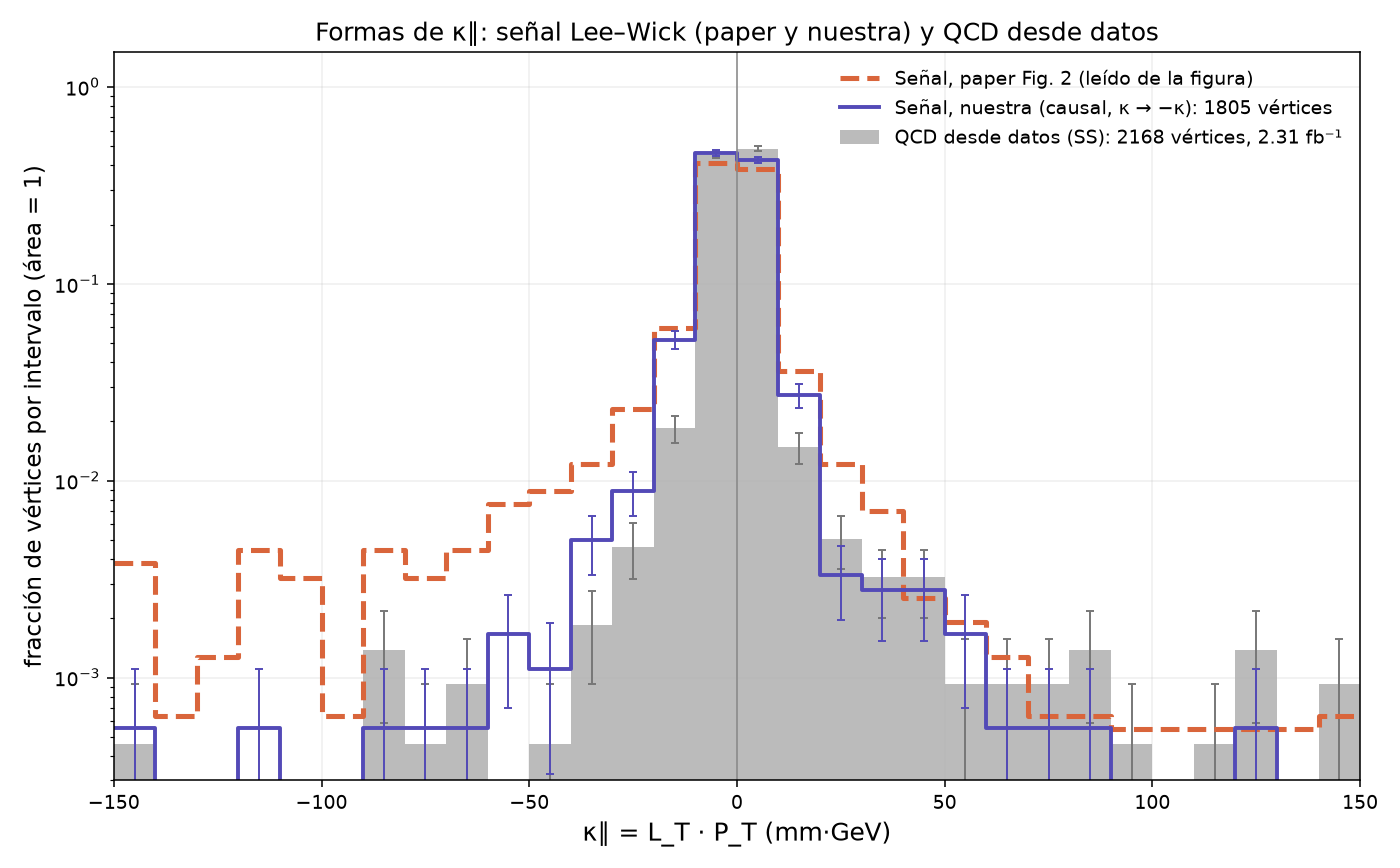 Formas de κ∥: señal Lee–Wick (paper y nuestra) y QCD desde datos
Señal, paper Fig. 2 (leído de la figura)
Señal, nuestra (causal, κ → −κ): 1805 vértices
QCD desde datos (SS): 2168 vértices, 2.31 fb⁻¹
fracción de vértices por intervalo (área = 1)
10⁰
10⁻¹
10⁻²
10⁻³
−150 −100 −50 0 50 100 150
κ∥ = L_T · P_T (mm·GeV)